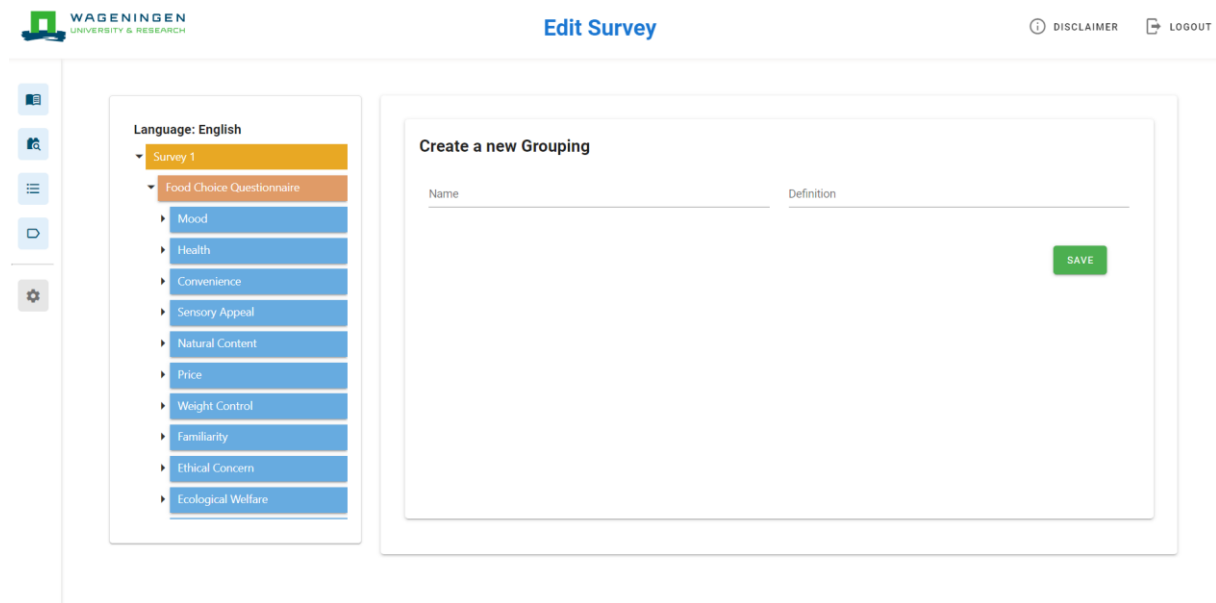 WAGENINGEN
UNIVERSITY & RESEARCH
Edit Survey
DISCLAIMER
LOGOUT
Language: English
Survey 1
Food Choice Questionnaire
Mood
Health
Convenience
Sensory Appeal
Natural Content
Price
Weight Control
Familiarity
Ethical Concern
Ecological Welfare
Create a new Grouping
Name
Definition
SAVE